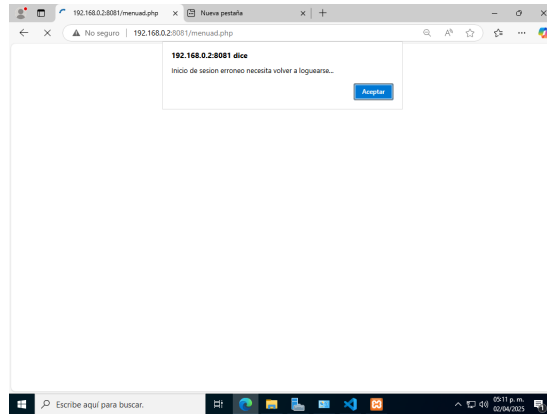 192.168.0.2:8081/menuad.php
Nueva pestaña
No seguro
192.168.0.2:8081/menuad.php
192.168.0.2:8081 dice
Inicio de sesion erroneo necesita volver a loguearse...
Aceptar
Escribe aquí para buscar.
05:11 p. m.
02/04/2025